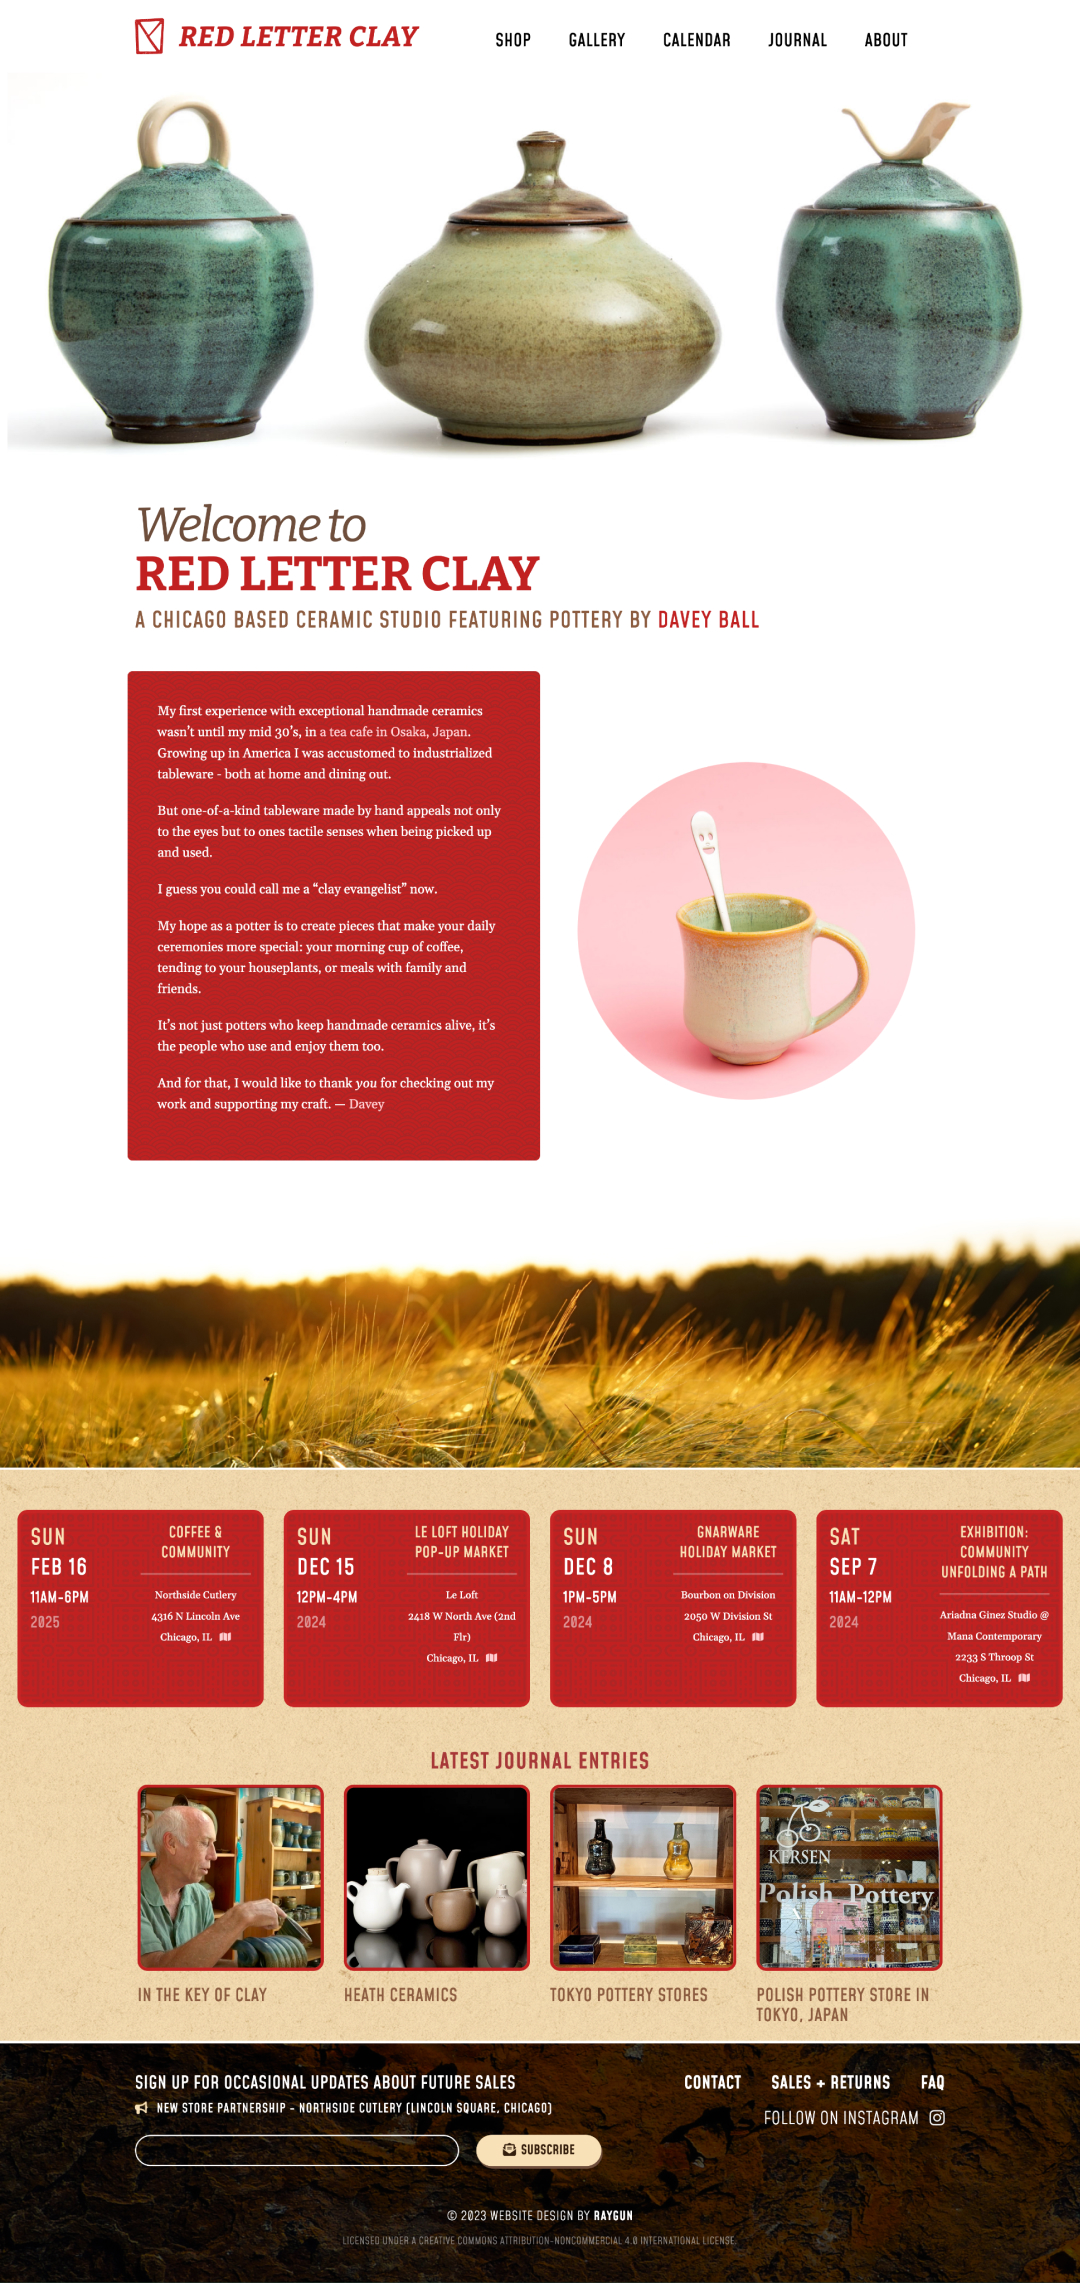 RED LETTER CLAY
SHOP GALLERY CALENDAR JOURNAL ABOUT
Welcome to
RED LETTER CLAY
A CHICAGO BASED CERAMIC STUDIO FEATURING POTTERY BY DAVEY BALL
My first experience with exceptional handmade ceramics
wasn't until my mid 30's, in a tea cafe in Osaka, Japan.
Growing up in America I was accustomed to industrialized
tableware - both at home and dining out.
But one-of-a-kind tableware made by hand appeals not only
to the eyes but to ones tactile senses when being picked up
and used.
I guess you could call me a “clay evangelist” now.
My hope as a potter is to create pieces that make your daily
ceremonies more special: your morning cup of coffee,
tending to your houseplants, or meals with family and
friends.
It's not just potters who keep handmade ceramics alive, it's
the people who use and enjoy them too.
And for that, I would like to thank you for checking out my
work and supporting my craft. — Davey
SUN
FEB 16
11AM-6PM
2025
COFFEE &
COMMUNITY
Northside Cutlery
4316 N Lincoln Ave
Chicago, IL
SUN
DEC 15
12PM-4PM
2024
LE LOFT HOLIDAY
POP-UP MARKET
Le Loft
2418 W North Ave (2nd
Flr)
Chicago, IL
SUN
DEC 8
1PM-5PM
2024
GNARWARE
HOLIDAY MARKET
Bourbon on Division
2050 W Division St
Chicago, IL
SAT
SEP 7
11AM-12PM
2024
EXHIBITION:
COMMUNITY
UNFOLDING A PATH
Ariadna Ginez Studio @
Mana Contemporary
2233 S Throop St
Chicago, IL
LATEST JOURNAL ENTRIES
KERSEN
Polish Pottery
IN THE KEY OF CLAY
HEATH CERAMICS
TOKYO POTTERY STORES
POLISH POTTERY STORE IN
TOKYO, JAPAN
SIGN UP FOR OCCASIONAL UPDATES ABOUT FUTURE SALES
NEW STORE PARTNERSHIP - NORTHSIDE CUTLERY (LINCOLN SQUARE, CHICAGO)
SUBSCRIBE
CONTACT SALES + RETURNS FAQ
FOLLOW ON INSTAGRAM
© 2023 WEBSITE DESIGN BY RAYGUN
LICENSED UNDER A CREATIVE COMMONS ATTRIBUTION-NONCOMMERCIAL 4.0 INTERNATIONAL LICENSE.